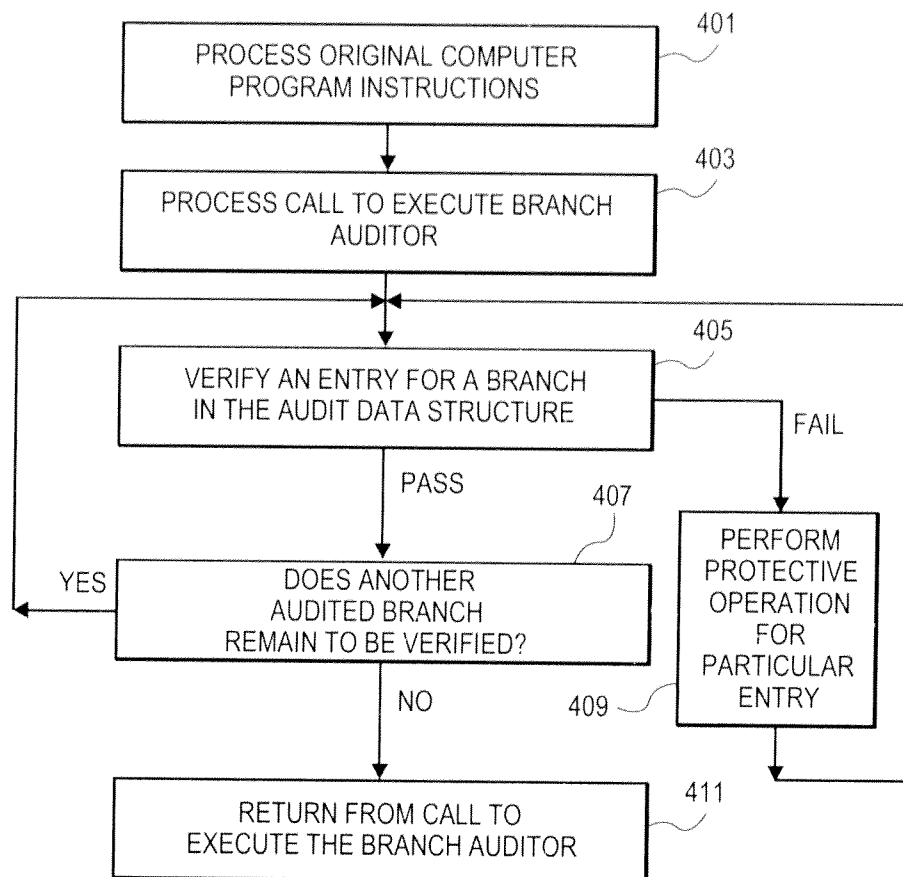 401
PROCESS ORIGINAL COMPUTER
PROGRAM INSTRUCTIONS
403
PROCESS CALL TO EXECUTE BRANCH
AUDITOR
405
VERIFY AN ENTRY FOR A BRANCH
IN THE AUDIT DATA STRUCTURE
FAIL
PASS
407
YES
DOES ANOTHER
AUDITED BRANCH
REMAIN TO BE VERIFIED?
PERFORM
PROTECTIVE
OPERATION
FOR
PARTICULAR
ENTRY
409
NO
411
RETURN FROM CALL TO
EXECUTE THE BRANCH AUDITOR